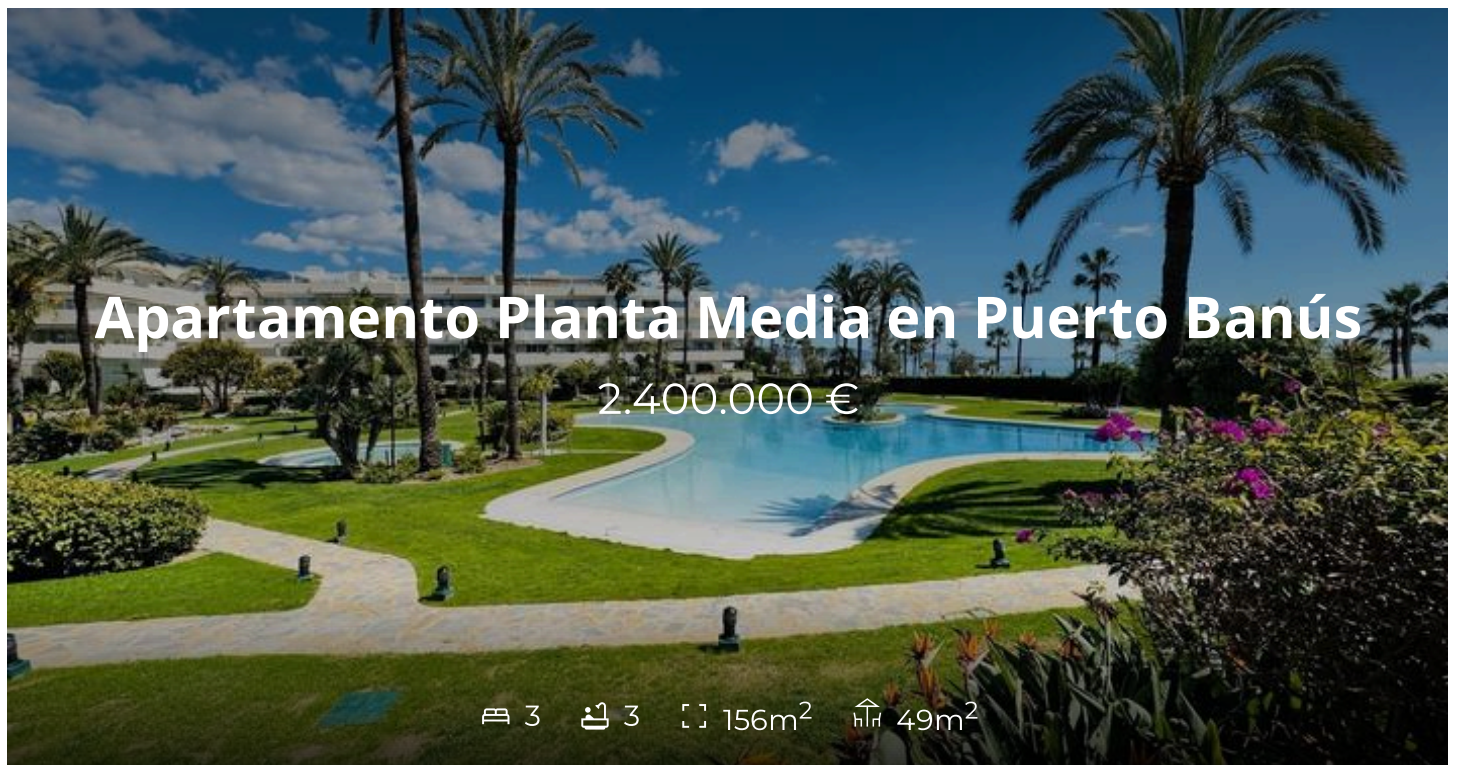 Apartamento Planta Media en Puerto Banús
2.400.000 €
3 3 156m² 49m²